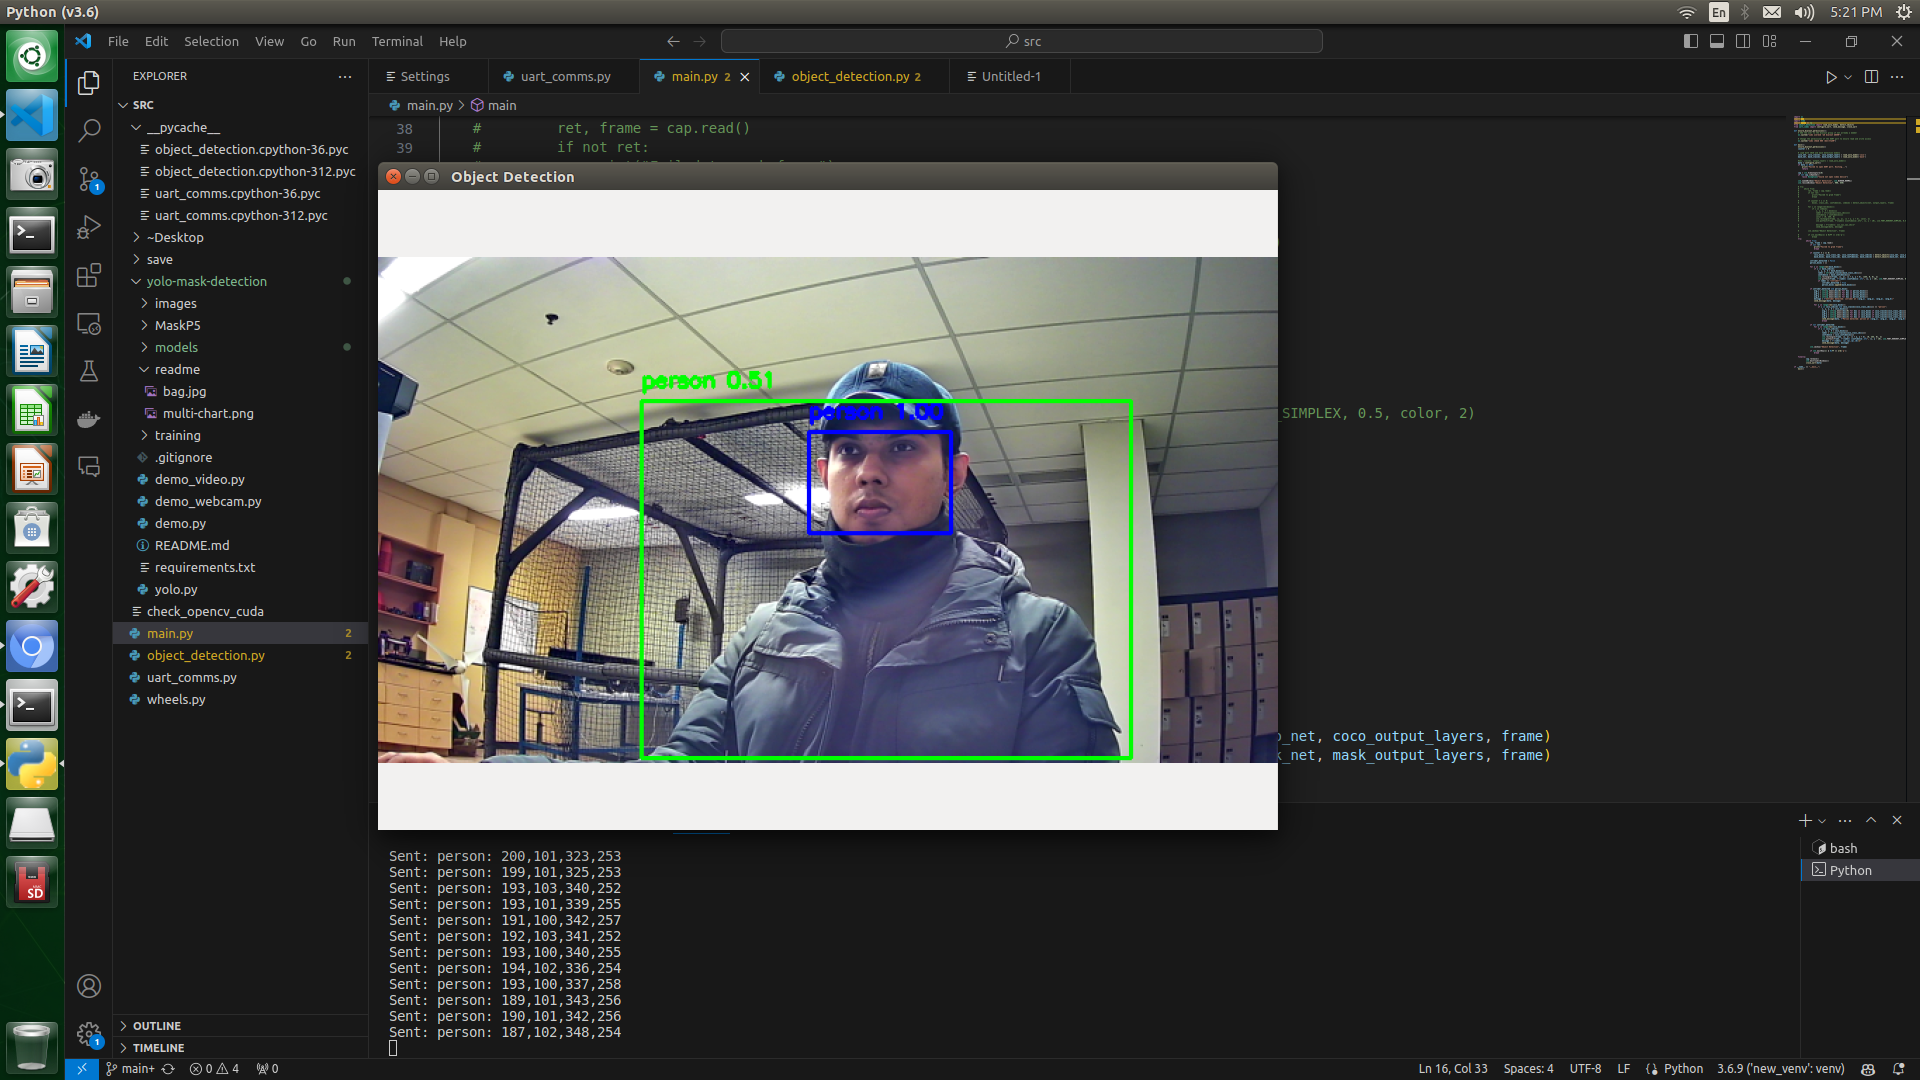 Python (v3.6)
En
5:21 PM
File Edit Selection View Go Run Terminal Help
src
EXPLORER
Settings
uart_comms.py
main.py 2
object_detection.py 2
Untitled-1
main.py > main
SRC
__pycache__
object_detection.cpython-36.pyc
object_detection.cpython-312.pyc
uart_comms.cpython-36.pyc
uart_comms.cpython-312.pyc
~Desktop
save
yolo-mask-detection
images
MaskP5
models
readme
bag.jpg
multi-chart.png
training
.gitignore
demo_video.py
demo_webcam.py
demo.py
README.md
requirements.txt
yolo.py
check_opencv_cuda
main.py 2
object_detection.py 2
uart_comms.py
wheels.py
OUTLINE
TIMELINE
38 # ret, frame = cap.read()
39 # if not ret:
Object Detection
person 0.51
person 1.00
_SIMPLEX, 0.5, color, 2)
_net, coco_output_layers, frame)
_net, mask_output_layers, frame)
Sent: person: 200,101,323,253
Sent: person: 199,101,325,253
Sent: person: 193,103,340,252
Sent: person: 193,101,339,255
Sent: person: 191,100,342,257
Sent: person: 192,103,341,252
Sent: person: 193,100,340,255
Sent: person: 194,102,336,254
Sent: person: 193,100,337,258
Sent: person: 189,101,343,256
Sent: person: 190,101,342,256
Sent: person: 187,102,348,254
bash
Python
SD
1
1
main+ 0 4 0
Ln 16, Col 33 Spaces: 4 UTF-8 LF Python 3.6.9 ('new_venv': venv)